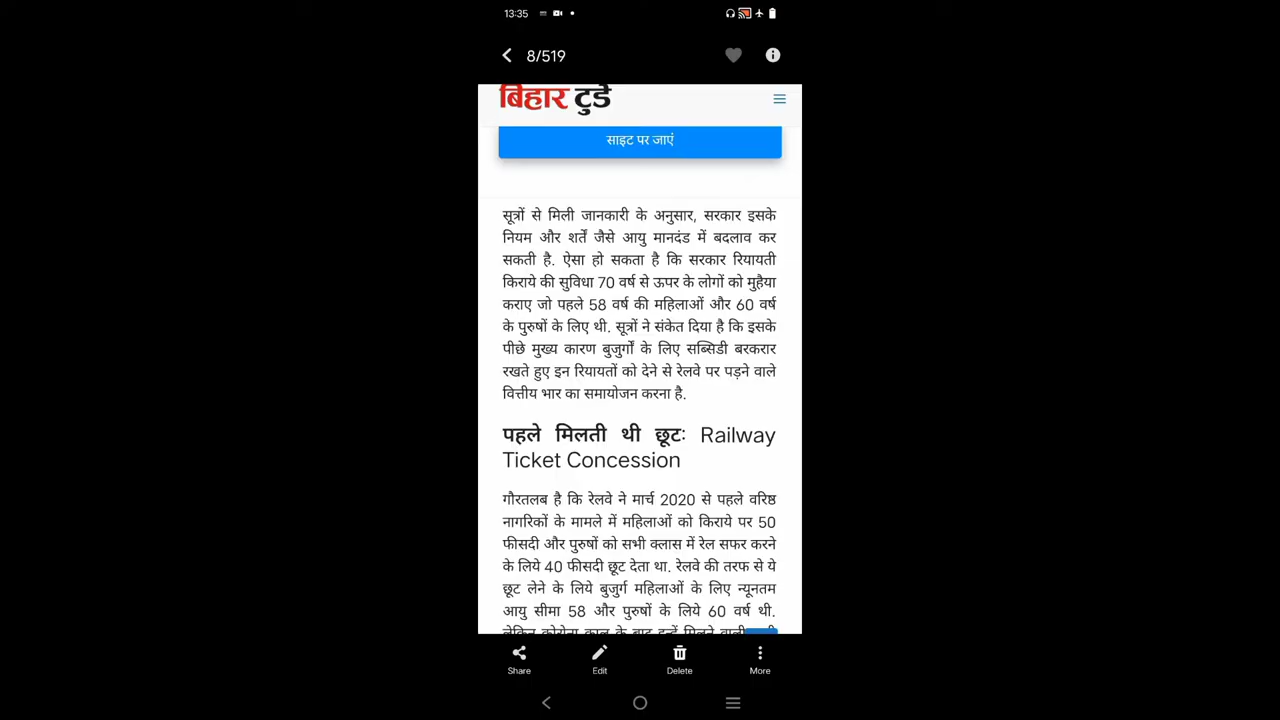 13:35
8/519
बिहार टुडे
साइट पर जाएं
सूत्रों से मिली जानकारी के अनुसार, सरकार इसके
नियम और शर्तें जैसे आयु मानदंड में बदलाव कर
सकती है. ऐसा हो सकता है कि सरकार रियायती
किराये की सुविधा 70 वर्ष से ऊपर के लोगों को मुहैया
कराए जो पहले 58 वर्ष की महिलाओं और 60 वर्ष
के पुरुषों के लिए थी. सूत्रों ने संकेत दिया है कि इसके
पीछे मुख्य कारण बुजुर्गों के लिए सब्सिडी बरकरार
रखते हुए इन रियायतों को देने से रेलवे पर पड़ने वाले
वित्तीय भार का समायोजन करना है.
पहले मिलती थी छूटः Railway
Ticket Concession
गौरतलब है कि रेलवे ने मार्च 2020 से पहले वरिष्ठ
नागरिकों के मामले में महिलाओं को किराये पर 50
फीसदी और पुरुषों को सभी क्लास में रेल सफर करने
के लिये 40 फीसदी छूट देता था. रेलवे की तरफ से ये
छूट लेने के लिये बुजुर्ग महिलाओं के लिए न्यूनतम
आयु सीमा 58 और पुरुषों के लिये 60 वर्ष थी.
लेकिन कोरोना काल के बाद इन्हें मिलने वाली
Share Edit Delete More